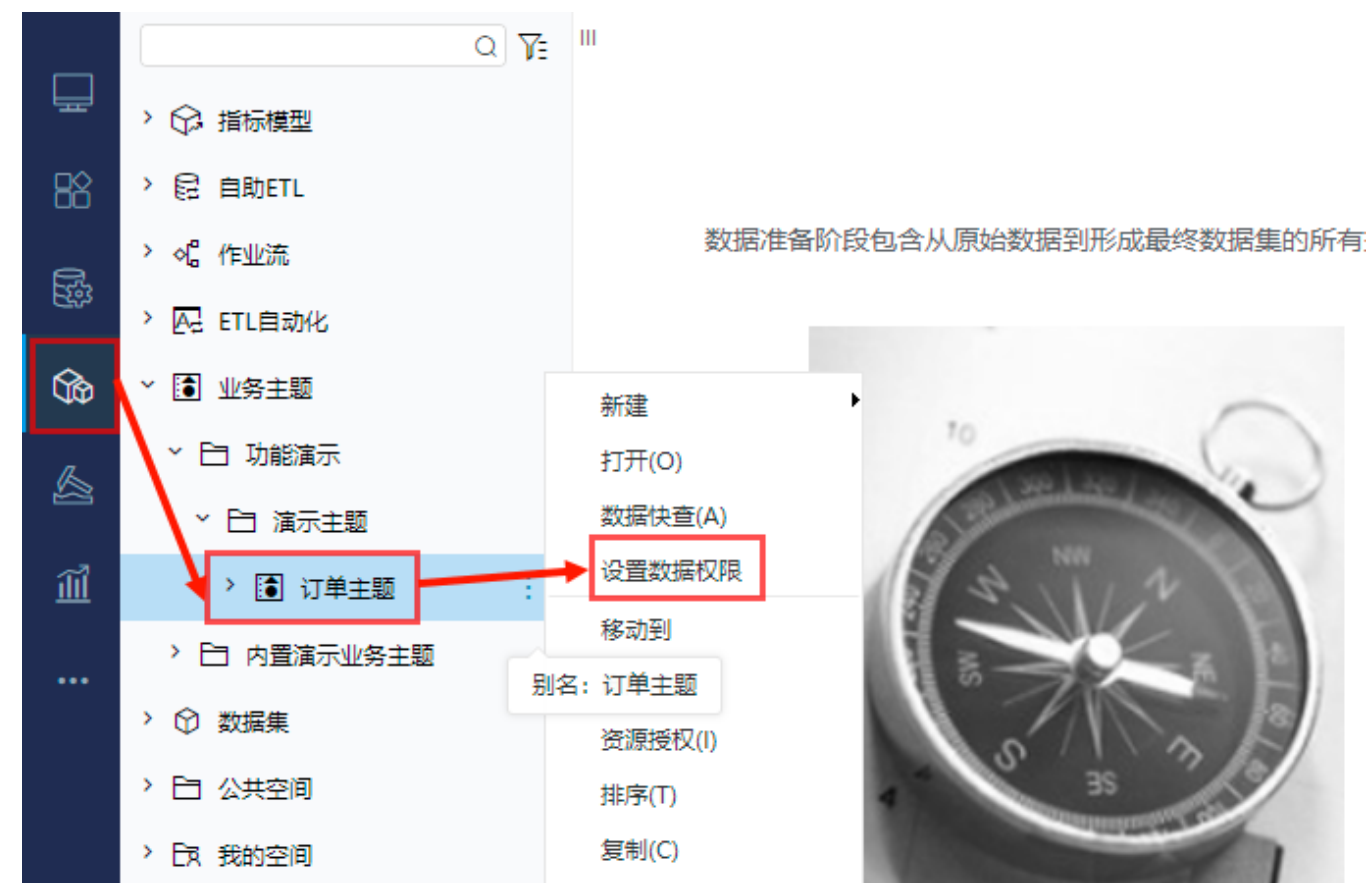 指标模型
自助ETL
作业流
ETL自动化
业务主题
功能演示
演示主题
订单主题
内置演示业务主题
数据集
公共空间
我的空间
数据准备阶段包含从原始数据到形成最终数据集的所有
新建
打开(O)
数据快查(A)
设置数据权限
移动到
别名：订单主题
资源授权(I)
排序(T)
复制(C)
10
NW
N
NE
E
SE
S
SW
W